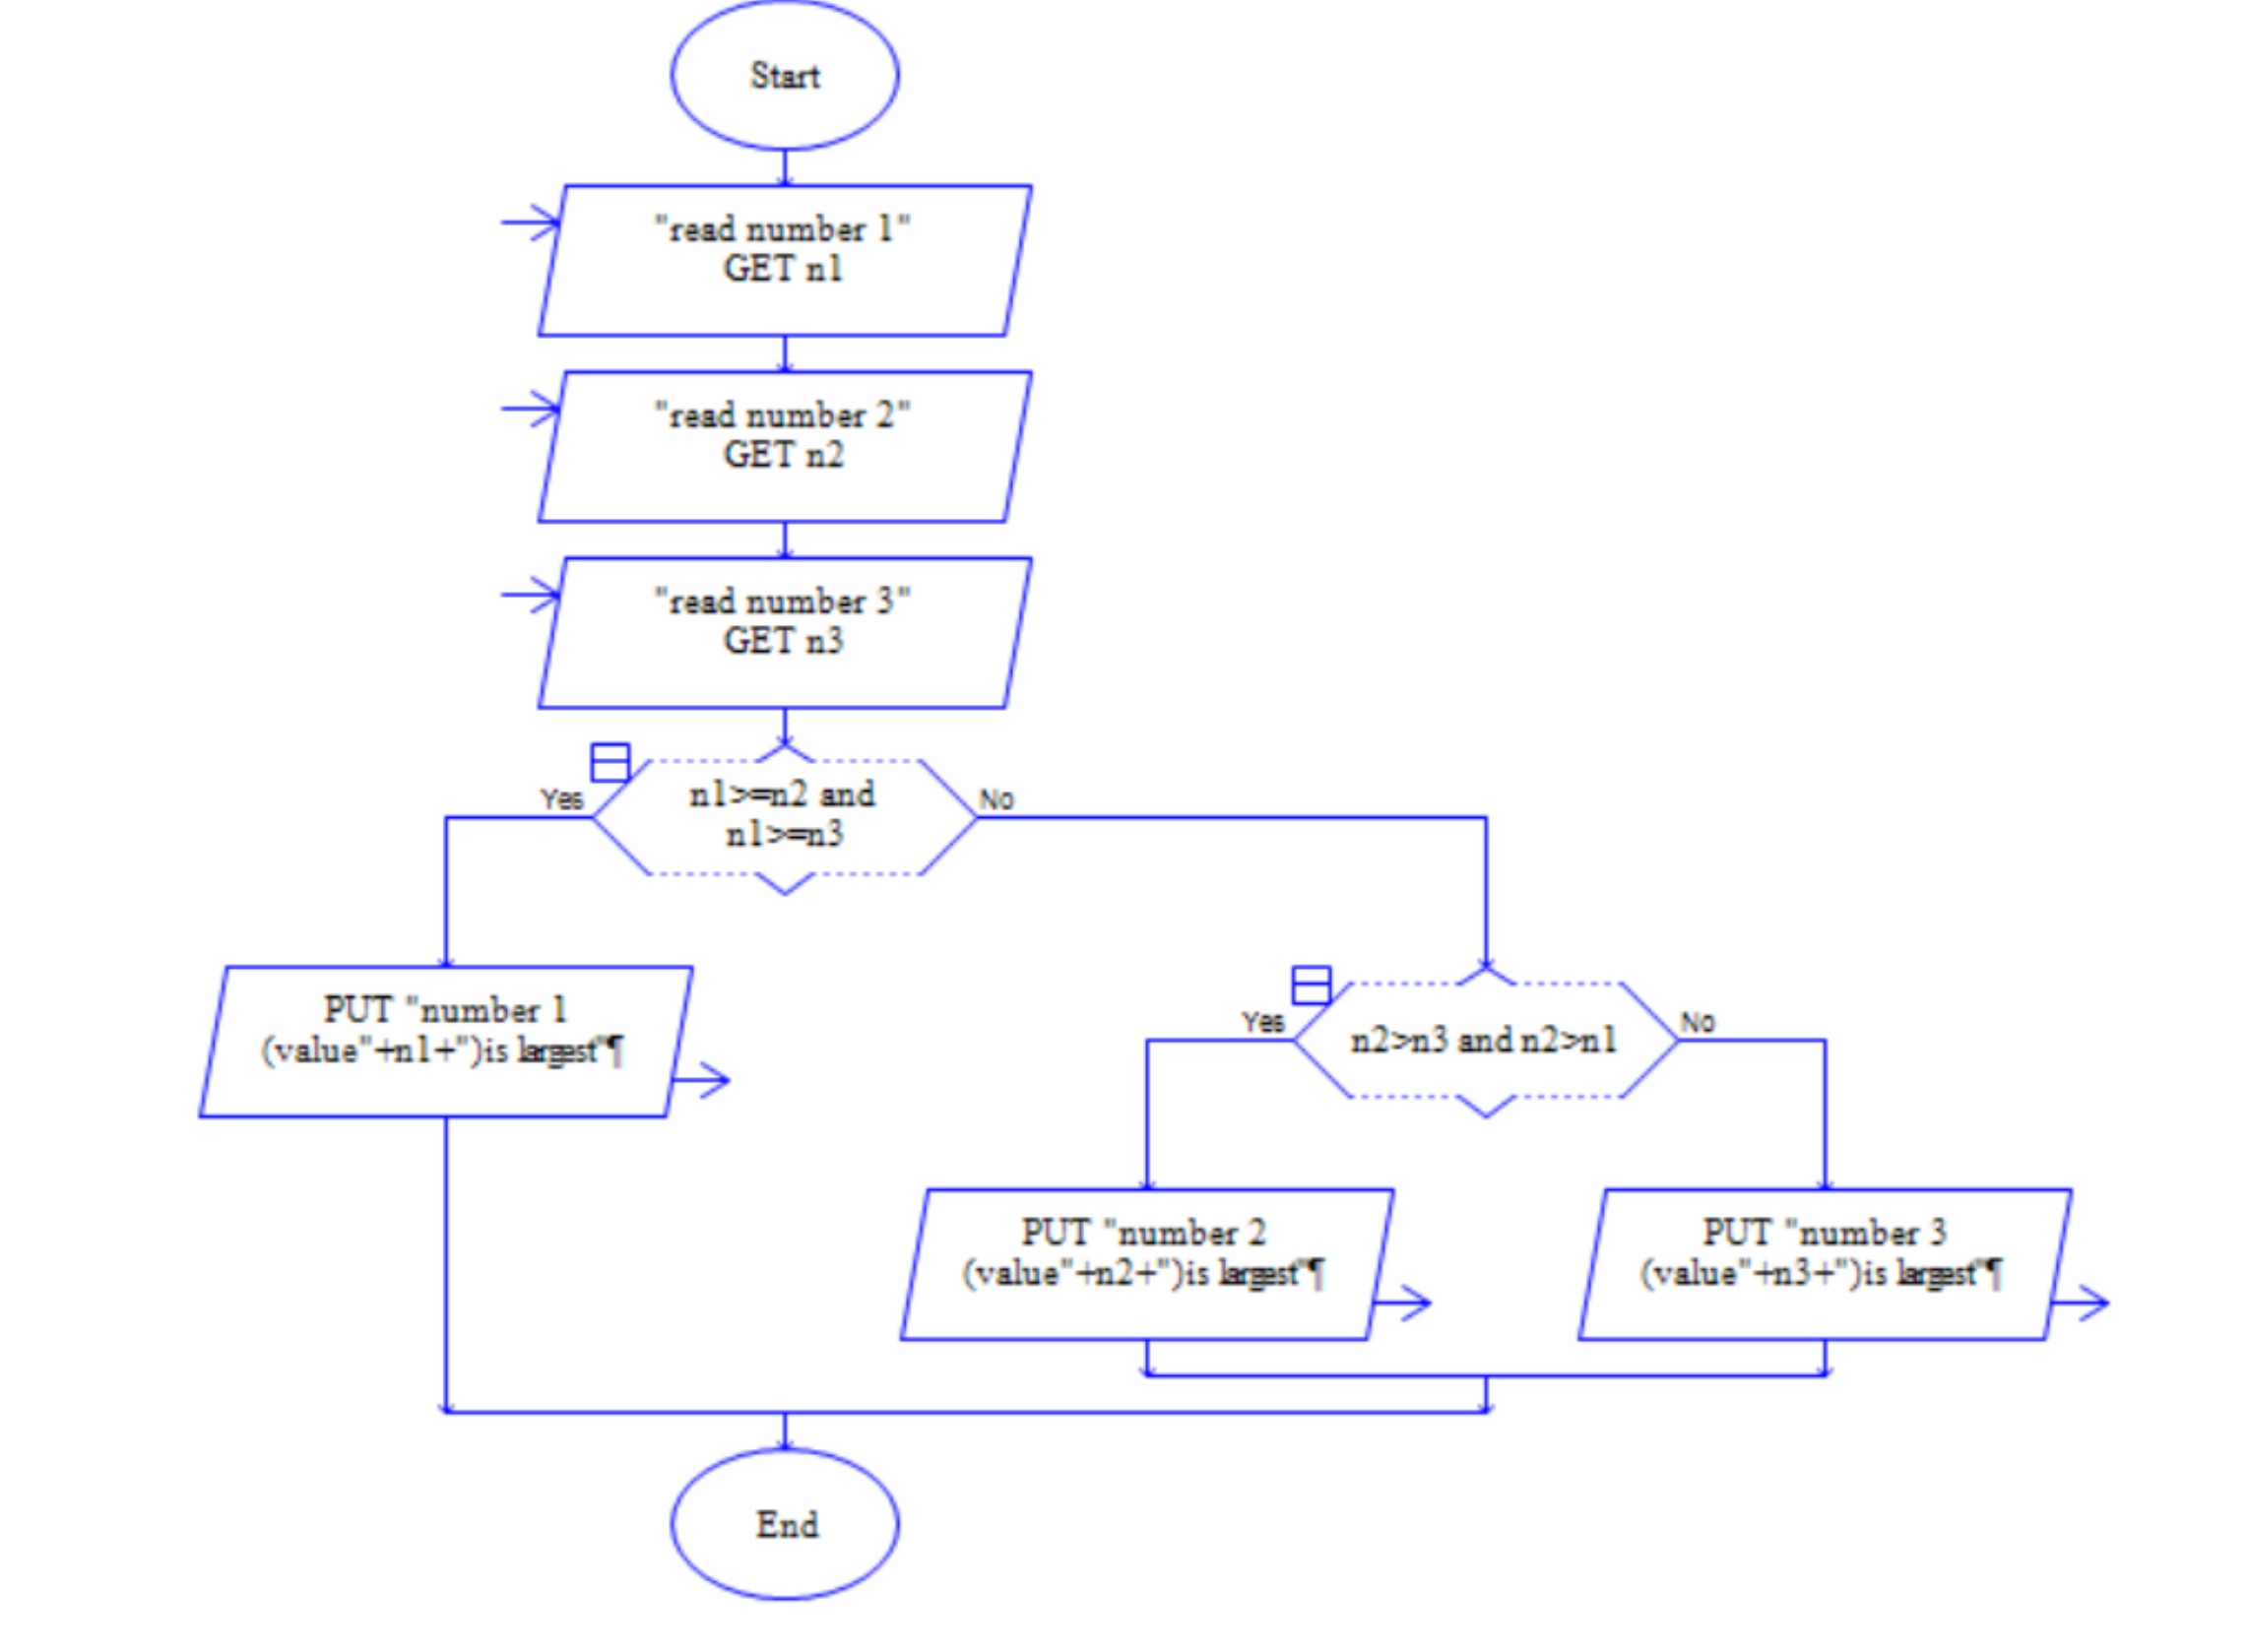 Start
"read number 1"
GET n1
"read number 2"
GET n2
"read number 3"
GET n3
Yes
n1>=n2 and
n1>=n3
No
PUT "number 1
(value"+n1+")is largest"¶
Yes
n2>n3 and n2>n1
No
PUT "number 2
(value"+n2+")is largest"¶
PUT "number 3
(value"+n3+")is largest"¶
End